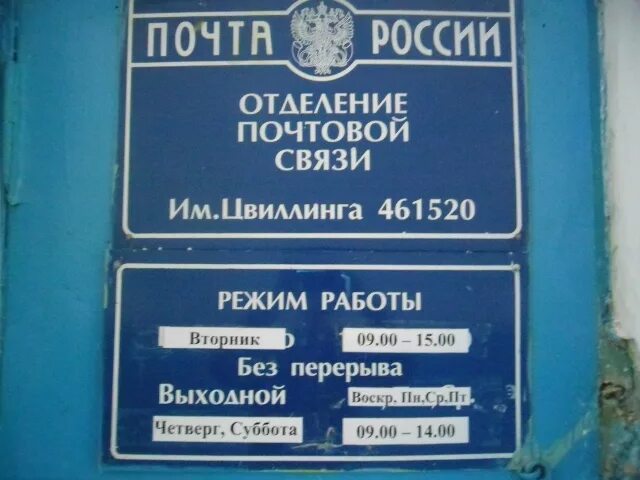 ПОЧТА РОССИИ
ОТДЕЛЕНИЕ
ПОЧТОВОЙ
СВЯЗИ
Им.Цвиллинга 461520
РЕЖИМ РАБОТЫ
Вторник 09.00 – 15.00
Без перерыва
Выходной Воскр, Пн,Ср,Пт
Четверг, Суббота 09.00 – 14.00